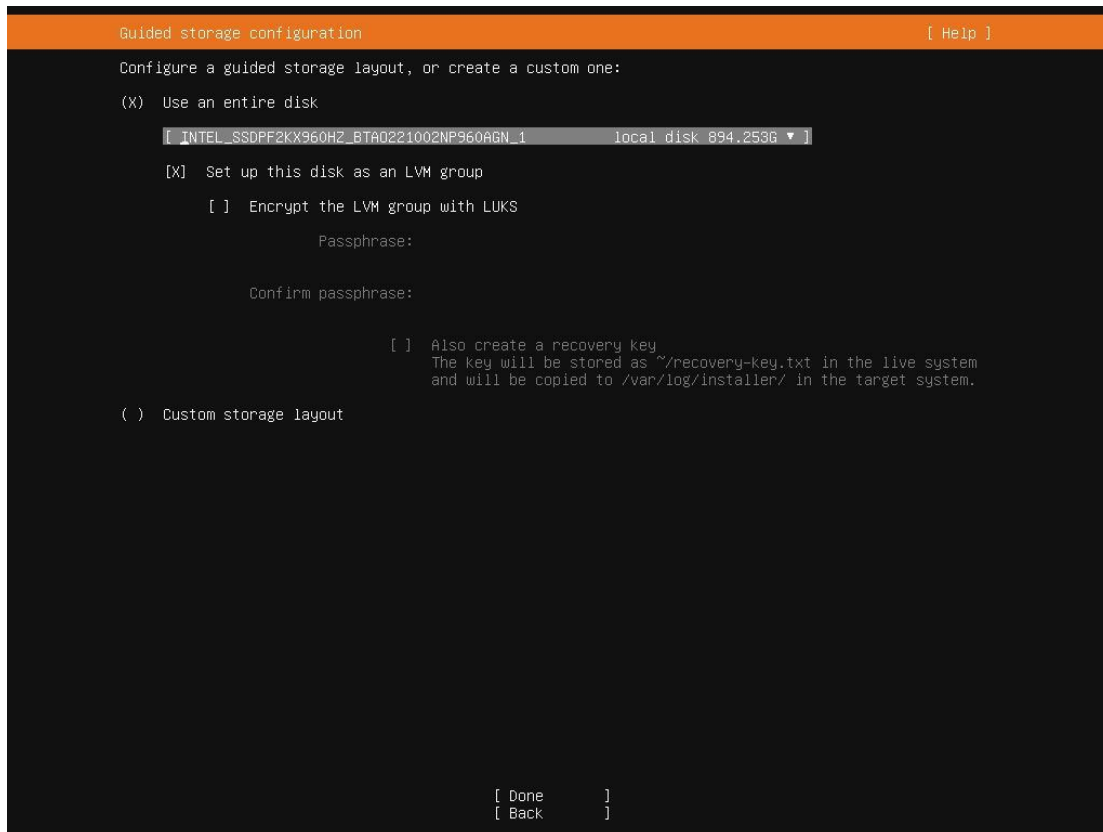 Guided storage configuration [ Help ]
Configure a guided storage layout, or create a custom one:
(X) Use an entire disk
[ INTEL_SSDPF2KX960HZ_BTAO221002NP960AGN_1 local disk 894.253G ▾ ]
[X] Set up this disk as an LVM group
[ ] Encrypt the LVM group with LUKS
Passphrase:
Confirm passphrase:
[ ] Also create a recovery key
The key will be stored as ~/recovery-key.txt in the live system
and will be copied to /var/log/installer/ in the target system.
( ) Custom storage layout
[ Done ]
[ Back ]